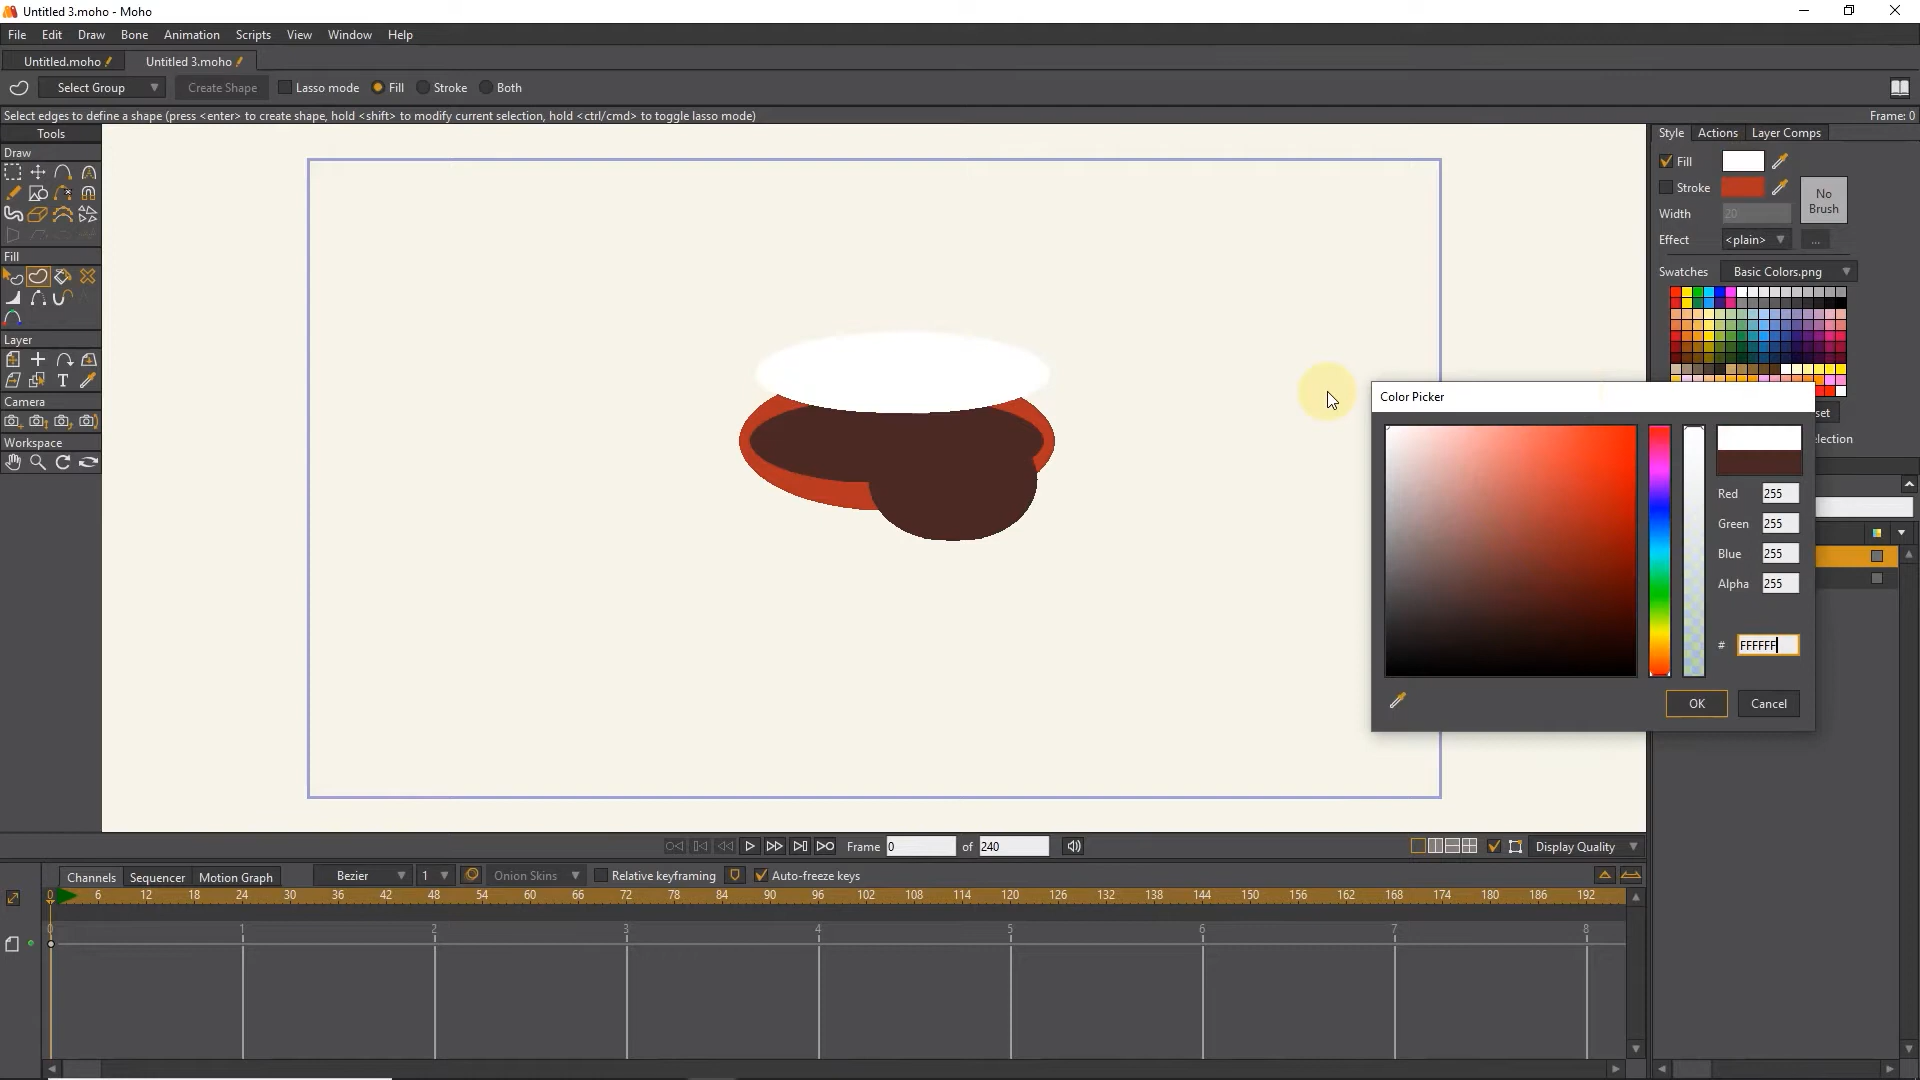 Untitled 3.moho - Moho
File Edit Draw Bone Animation Scripts View Window Help
Untitled.moho Untitled 3.moho
Select Group Create Shape Lasso mode Fill Stroke Both
Select edges to define a shape (press <enter> to create shape, hold <shift> to modify current selection, hold <ctrl/cmd> to toggle lasso mode) Frame: 0
Tools
Draw
Fill
Layer
Camera
Workspace
Style Actions Layer Comps
Fill
Stroke
No Brush
Width 20
Effect <plain> ...
Swatches Basic Colors.png
Color Picker
Red 255
Green 255
Blue 255
Alpha 255
# FFFFFF
OK Cancel
Frame 0 of 240 Display Quality
Channels Sequencer Motion Graph Bezier 1 Onion Skins Relative keyframing Auto-freeze keys
0 6 12 18 24 30 36 42 48 54 60 66 72 78 84 90 96 102 108 114 120 126 132 138 144 150 156 162 168 174 180 186 192
0 1 2 3 4 5 6 7 8